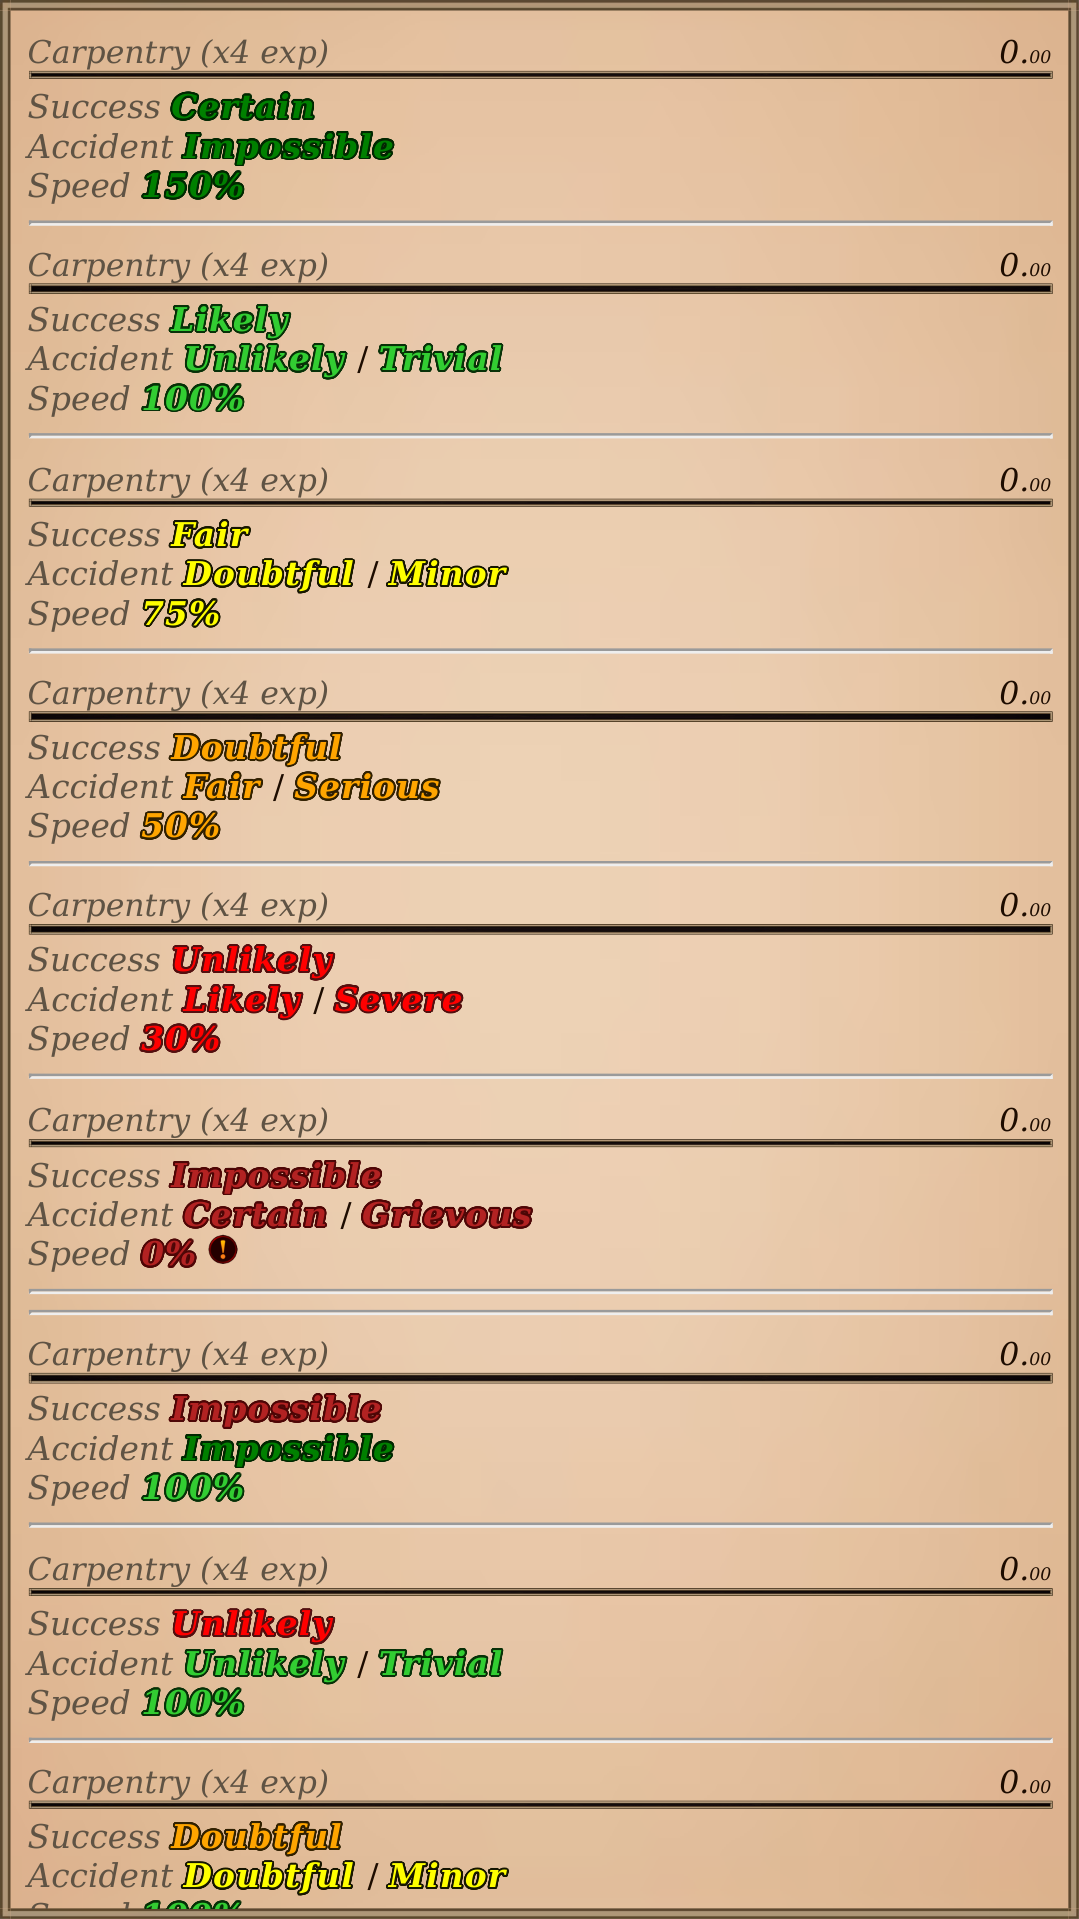 Carpentry (x4 exp) 0.00
Success Certain
Accident Impossible
Speed 150%
Carpentry (x4 exp) 0.00
Success Likely
Accident Unlikely / Trivial
Speed 100%
Carpentry (x4 exp) 0.00
Success Fair
Accident Doubtful / Minor
Speed 75%
Carpentry (x4 exp) 0.00
Success Doubtful
Accident Fair / Serious
Speed 50%
Carpentry (x4 exp) 0.00
Success Unlikely
Accident Likely / Severe
Speed 30%
Carpentry (x4 exp) 0.00
Success Impossible
Accident Certain / Grievous
Speed 0% !
Carpentry (x4 exp) 0.00
Success Impossible
Accident Impossible
Speed 100%
Carpentry (x4 exp) 0.00
Success Unlikely
Accident Unlikely / Trivial
Speed 100%
Carpentry (x4 exp) 0.00
Success Doubtful
Accident Doubtful / Minor